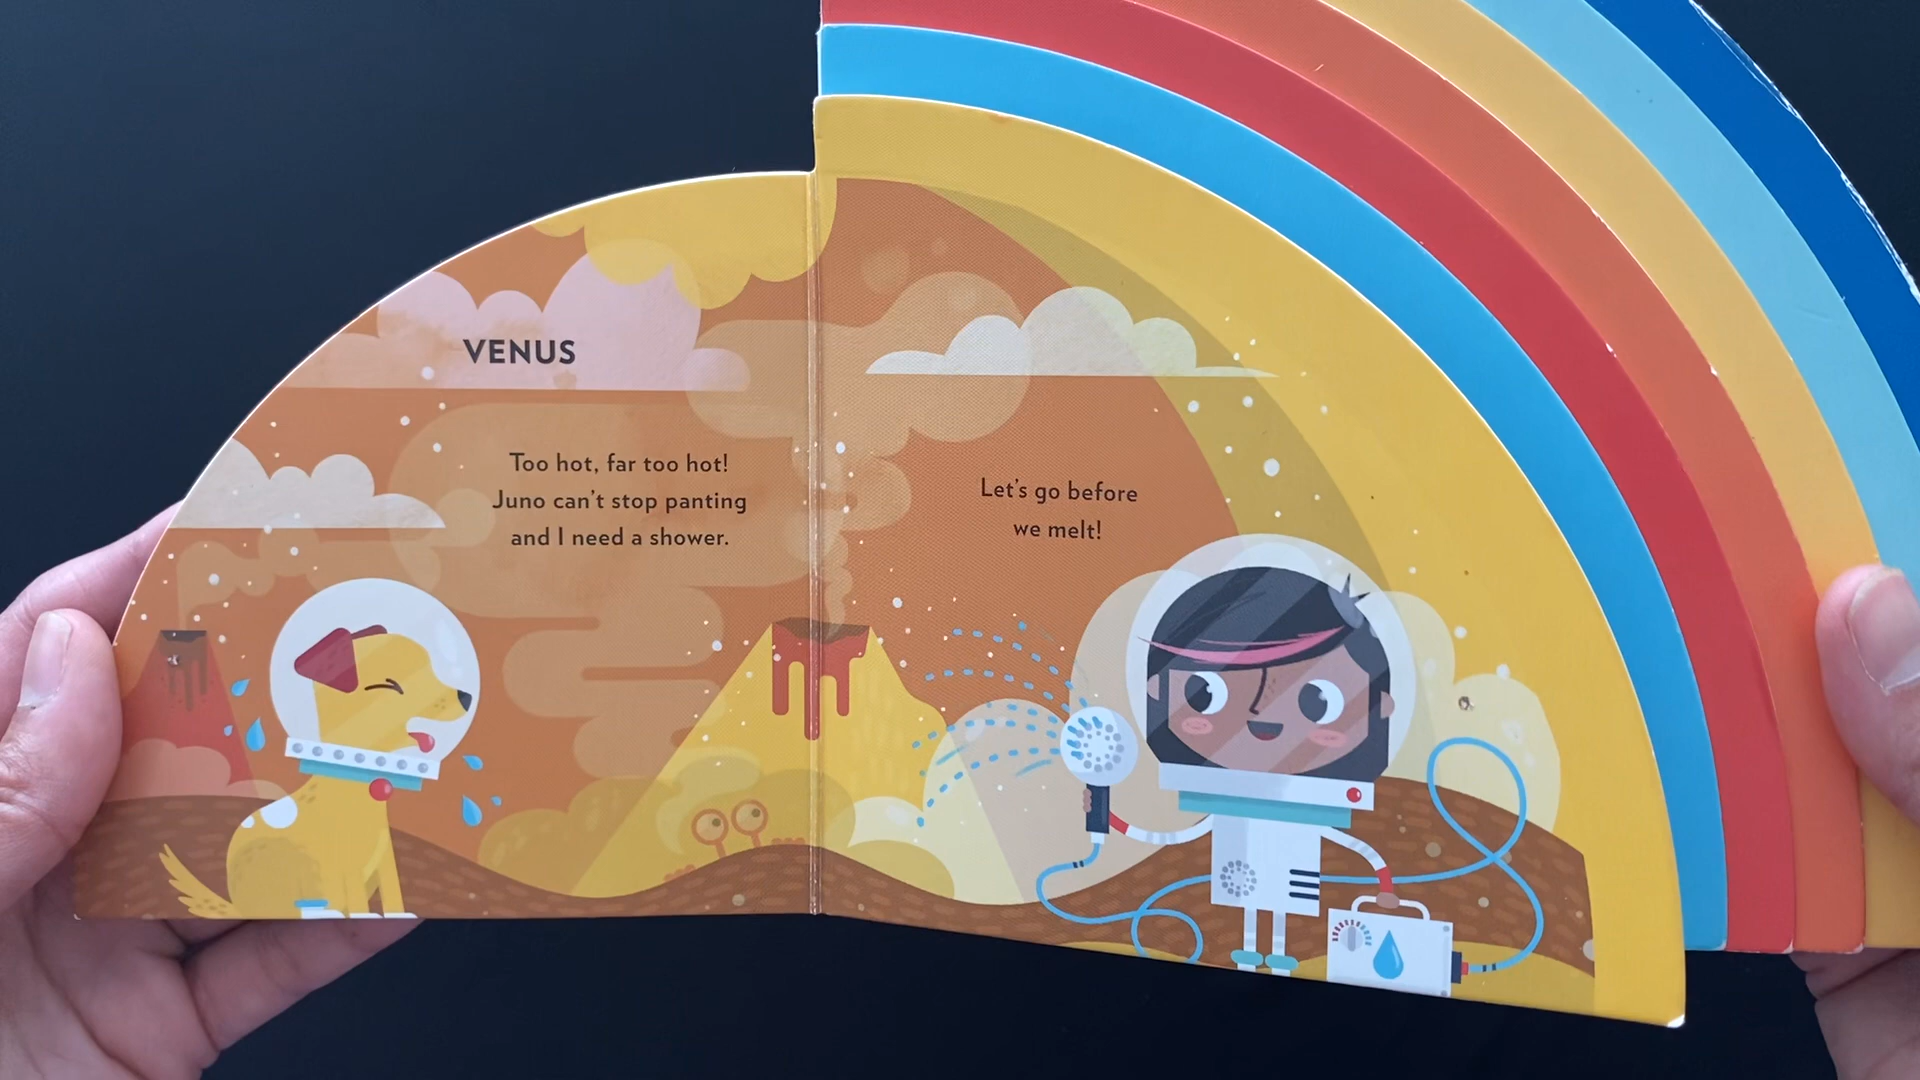 VENUS
Too hot, far too hot!
Juno can't stop panting
and I need a shower.
Let's go before
we melt!